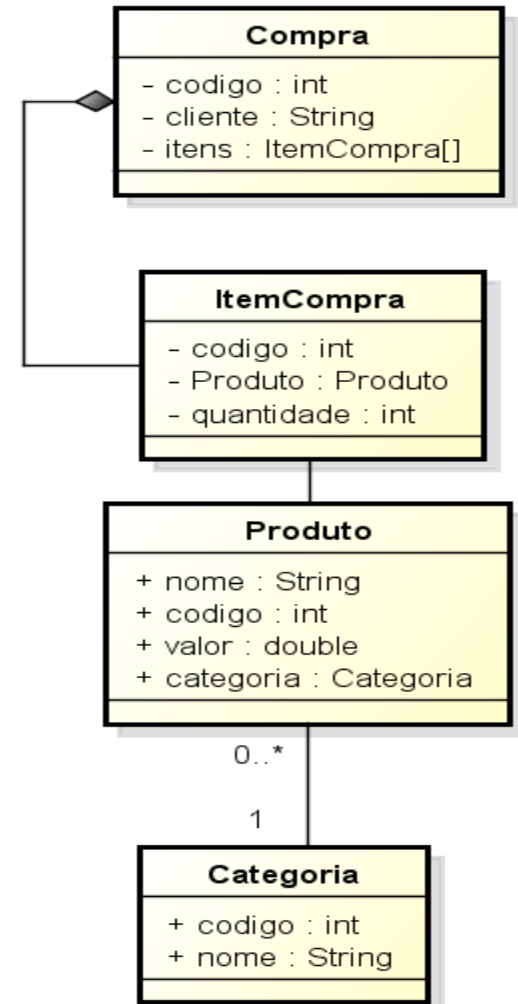 Compra
- codigo : int
- cliente : String
- itens : ItemCompra[]
ItemCompra
- codigo : int
- Produto : Produto
- quantidade : int
Produto
+ nome : String
+ codigo : int
+ valor : double
+ categoria : Categoria
0..*
1
Categoria
+ codigo : int
+ nome : String